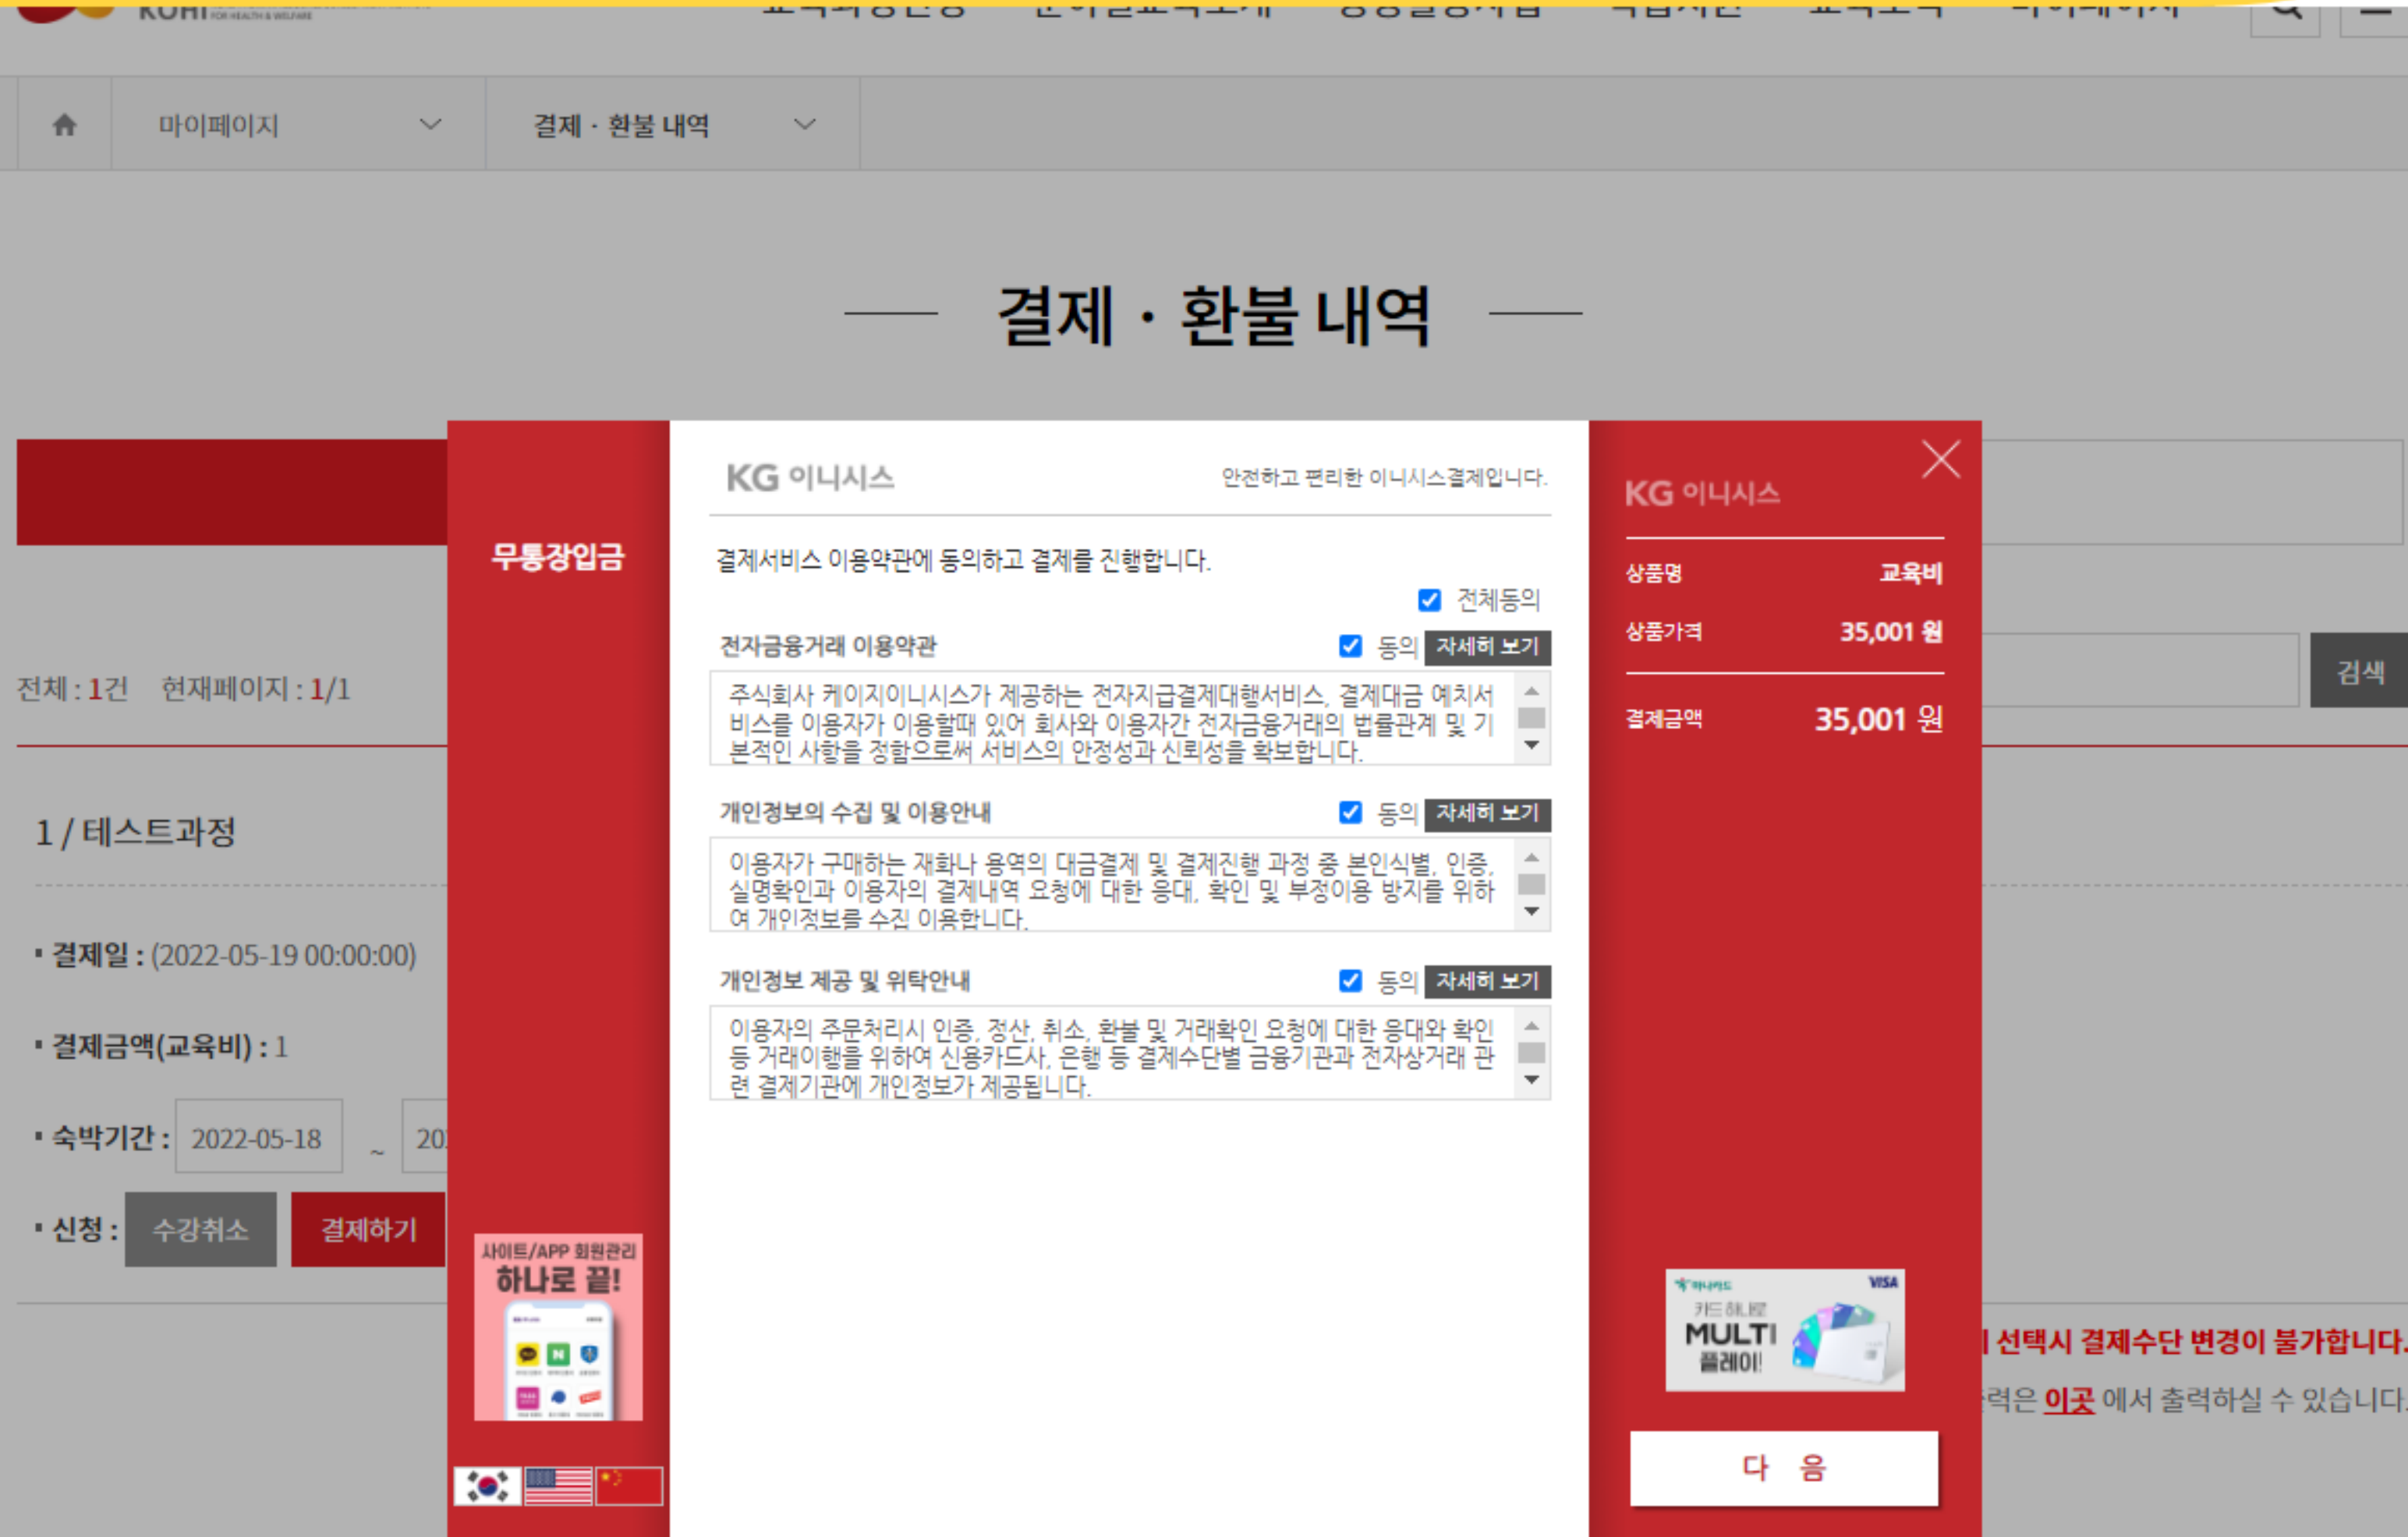 KOHI
FOR HEALTH & WELFARE
마이페이지
결제 · 환불 내역
결제 · 환불 내역
전체 : 1건 현재페이지 : 1/1
검색
1 / 테스트과정
결제일 : (2022-05-19 00:00:00)
결제금액(교육비) : 1
숙박기간 : 2022-05-18 ~ 20
신청 : 수강취소 결제하기
무통장입금
사이트/APP 회원관리
하나로 끝!
KG 이니시스
안전하고 편리한 이니시스결제입니다.
결제서비스 이용약관에 동의하고 결제를 진행합니다.
전체동의
전자금융거래 이용약관 동의 자세히 보기
주식회사 케이지이니시스가 제공하는 전자지급결제대행서비스, 결제대금 예치서
비스를 이용자가 이용할때 있어 회사와 이용자간 전자금융거래의 법률관계 및 기
본적인 사항을 정함으로써 서비스의 안정성과 신뢰성을 확보합니다.
개인정보의 수집 및 이용안내 동의 자세히 보기
이용자가 구매하는 재화나 용역의 대금결제 및 결제진행 과정 중 본인식별, 인증,
실명확인과 이용자의 결제내역 요청에 대한 응대, 확인 및 부정이용 방지를 위하
여 개인정보를 수집 이용합니다.
개인정보 제공 및 위탁안내 동의 자세히 보기
이용자의 주문처리시 인증, 정산, 취소, 환불 및 거래확인 요청에 대한 응대와 확인
등 거래이행을 위하여 신용카드사, 은행 등 결제수단별 금융기관과 전자상거래 관
련 결제기관에 개인정보가 제공됩니다.
KG 이니시스
상품명 교육비
상품가격 35,001 원
결제금액 35,001 원
하나카드 VISA
카드 하나로
MULTI
플레이!
다 음
선택시 결제수단 변경이 불가합니다.
력은 이곳 에서 출력하실 수 있습니다.